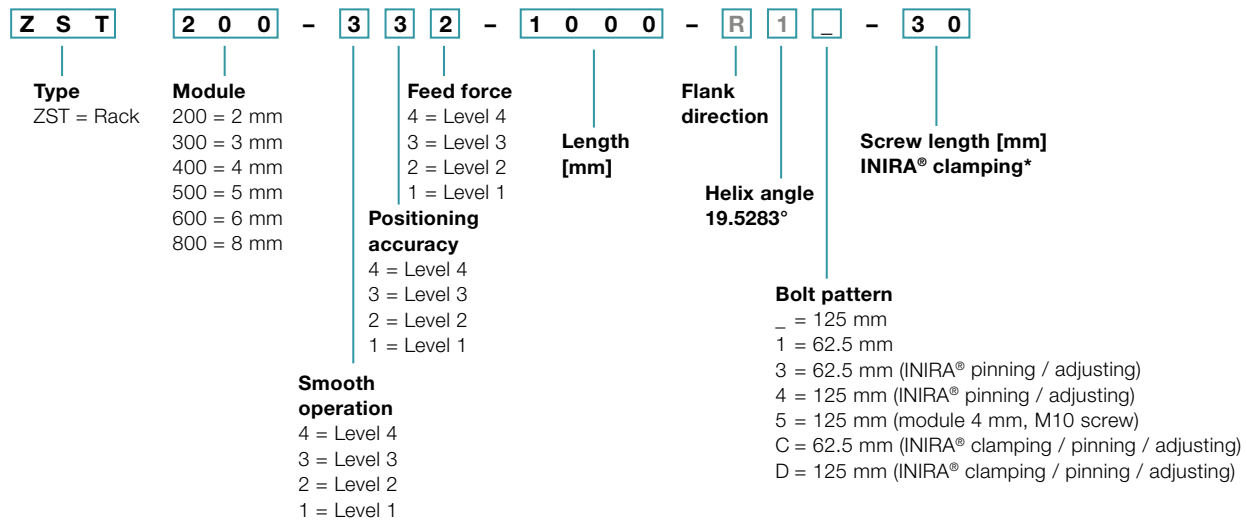 Z S T 2 0 0 – 3 3 2 – 1 0 0 0 – R 1 _ – 3 0
Type
ZST = Rack
Module
200 = 2 mm
300 = 3 mm
400 = 4 mm
500 = 5 mm
600 = 6 mm
800 = 8 mm
Smooth
operation
4 = Level 4
3 = Level 3
2 = Level 2
1 = Level 1
Positioning
accuracy
4 = Level 4
3 = Level 3
2 = Level 2
1 = Level 1
Feed force
4 = Level 4
3 = Level 3
2 = Level 2
1 = Level 1
Length
[mm]
Flank
direction
Helix angle
19.5283°
Bolt pattern
_ = 125 mm
1 = 62.5 mm
3 = 62.5 mm (INIRA® pinning / adjusting)
4 = 125 mm (INIRA® pinning / adjusting)
5 = 125 mm (module 4 mm, M10 screw)
C = 62.5 mm (INIRA® clamping / pinning / adjusting)
D = 125 mm (INIRA® clamping / pinning / adjusting)
Screw length [mm]
INIRA® clamping*